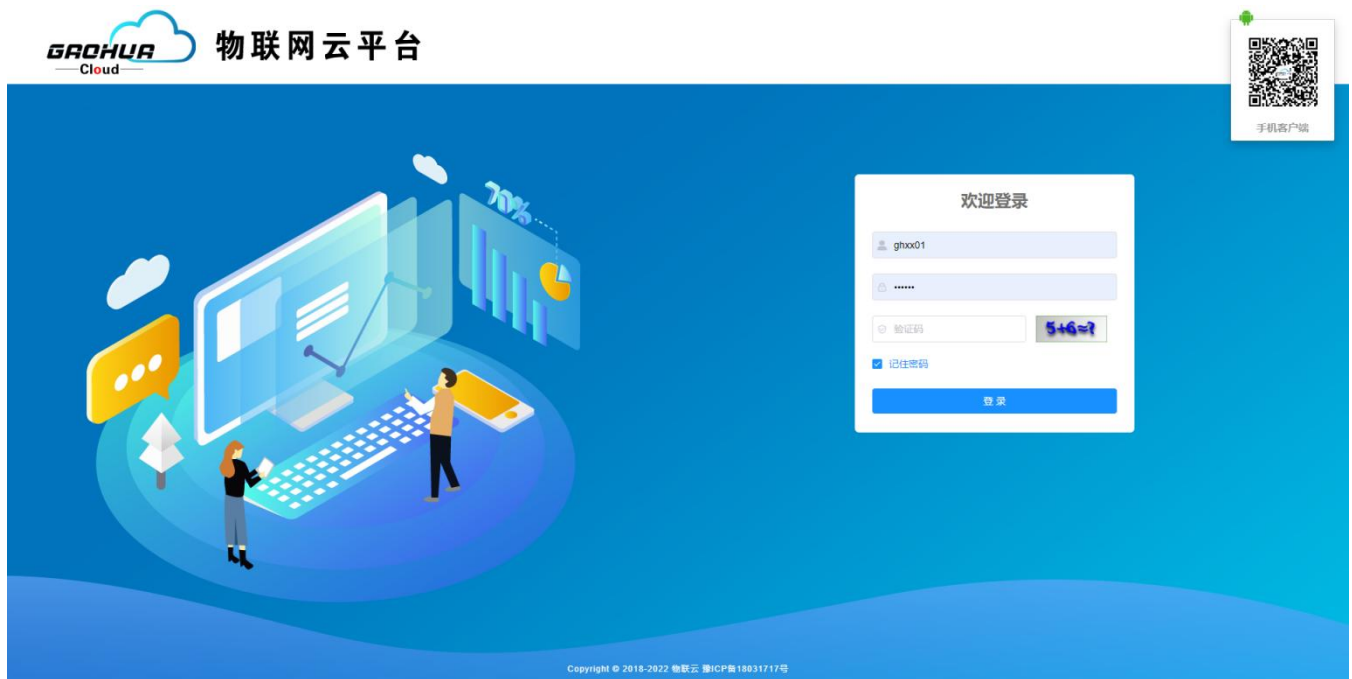 GAOHUA
Cloud
物联网云平台
手机客户端
70%
欢迎登录
ghxx01
••••••
验证码
5+6=?
记住密码
登 录
Copyright © 2018-2022 物联云 豫ICP备18031717号